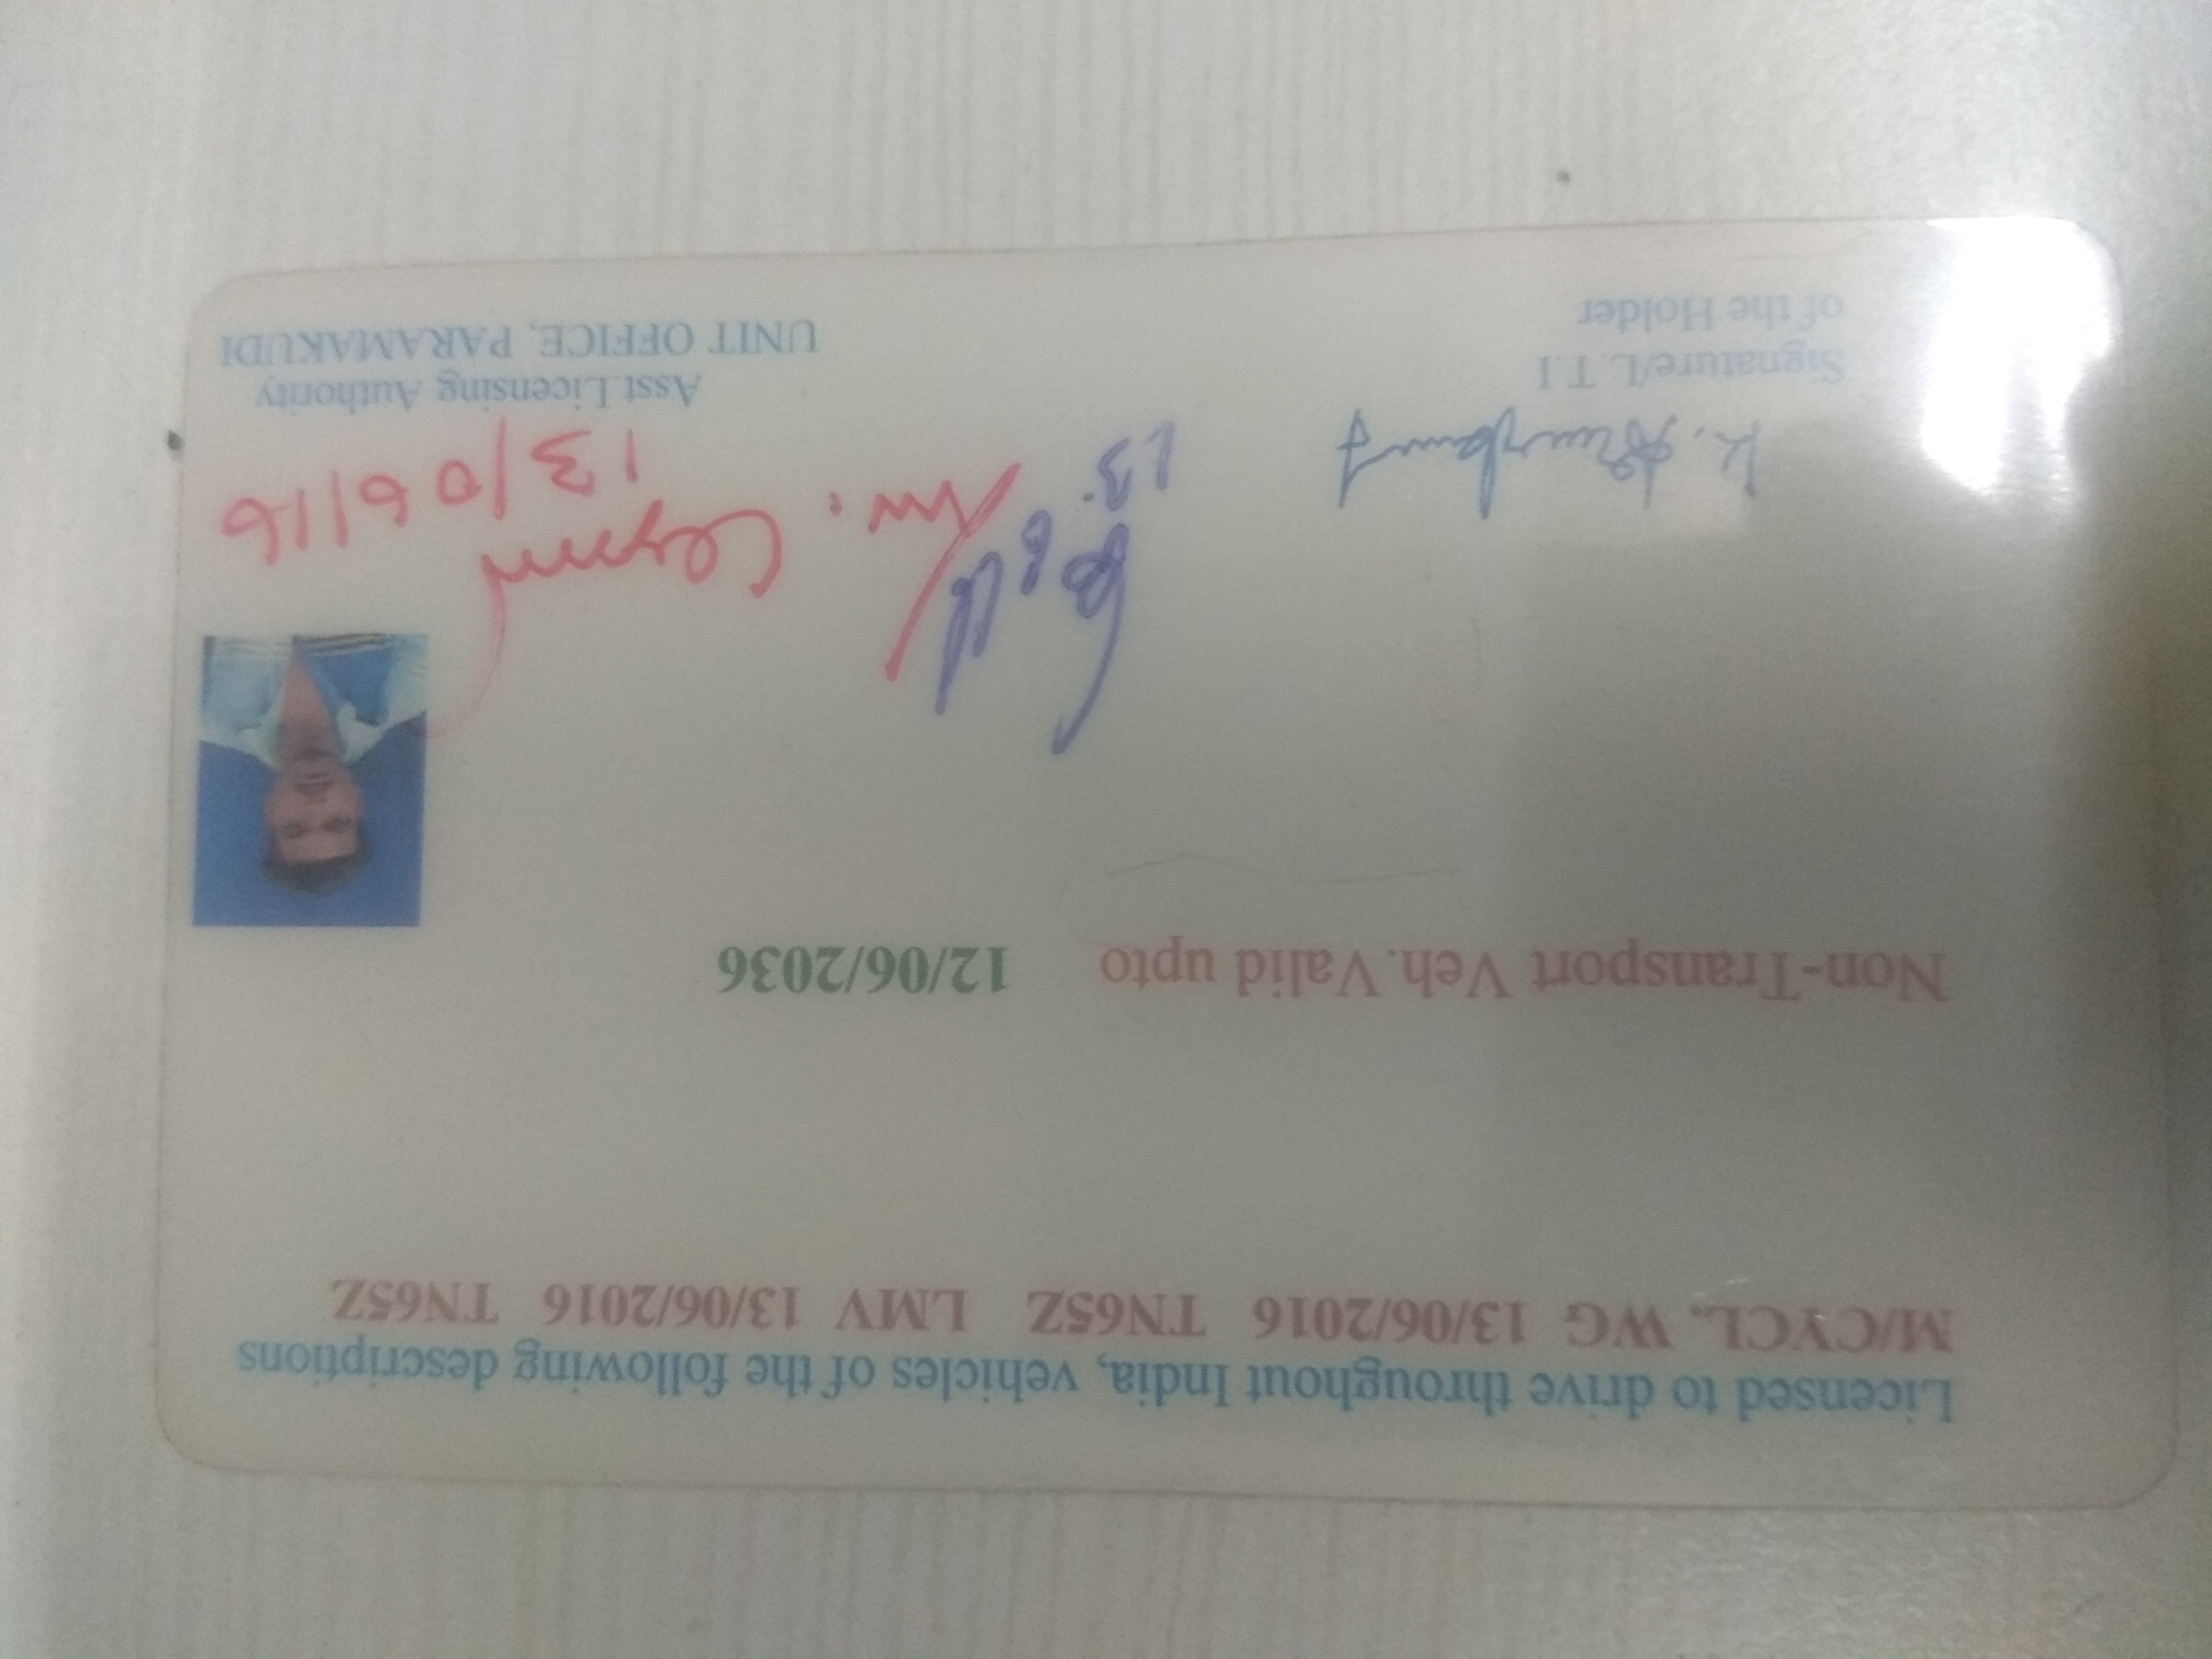 Licensed to drive throughout India, vehicles of the following descriptions
M/CYCL. WG 13/06/2016 TN65Z LMV 13/06/2016 TN65Z
Non-Transport Veh. Valid upto 12/06/2036
13/06/16
Signature/L.T.I
of the Holder
Asst.Licensing Authority
UNIT OFFICE, PARAMAKUDI